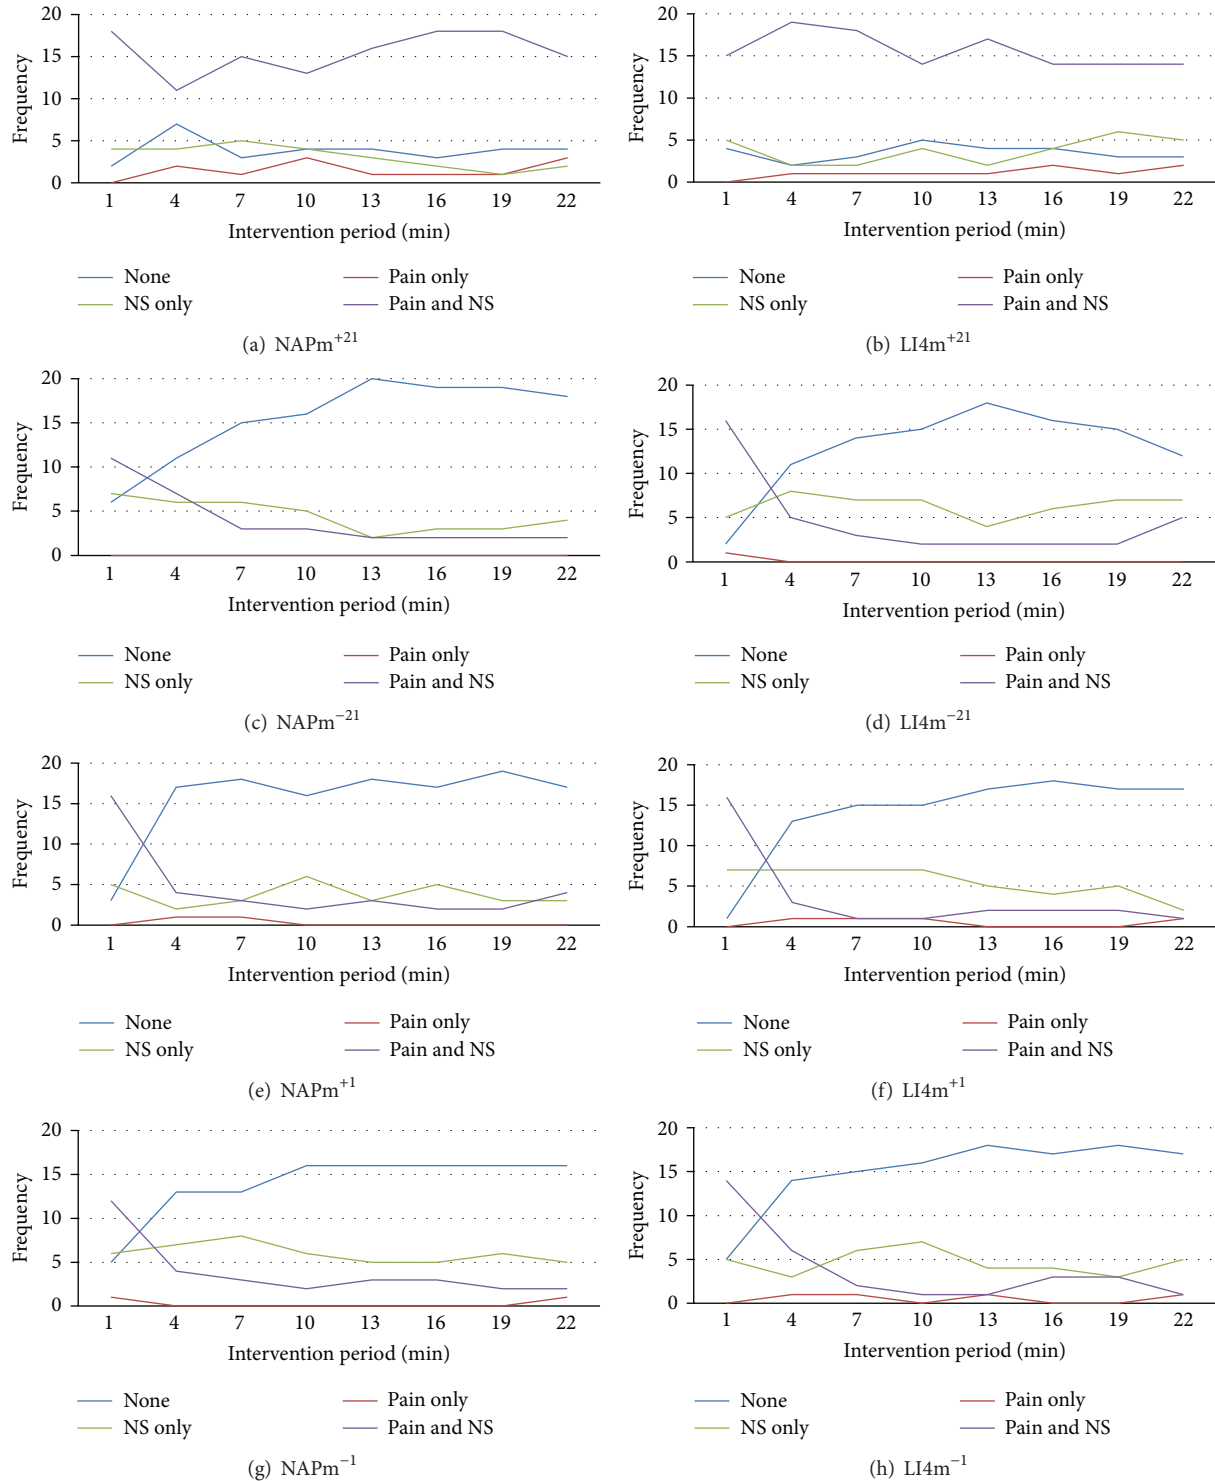 20
15
10
5
0
Frequency
1 4 7 10 13 16 19 22
Intervention period (min)
None
Pain only
NS only
Pain and NS
(a) NAPm+21
20
15
10
5
0
Frequency
1 4 7 10 13 16 19 22
Intervention period (min)
None
Pain only
NS only
Pain and NS
(b) LI4m+21
20
15
10
5
0
Frequency
1 4 7 10 13 16 19 22
Intervention period (min)
None
Pain only
NS only
Pain and NS
(c) NAPm−21
20
15
10
5
0
Frequency
1 4 7 10 13 16 19 22
Intervention period (min)
None
Pain only
NS only
Pain and NS
(d) LI4m−21
20
15
10
5
0
Frequency
1 4 7 10 13 16 19 22
Intervention period (min)
None
Pain only
NS only
Pain and NS
(e) NAPm+1
20
15
10
5
0
Frequency
1 4 7 10 13 16 19 22
Intervention period (min)
None
Pain only
NS only
Pain and NS
(f) LI4m+1
20
15
10
5
0
Frequency
1 4 7 10 13 16 19 22
Intervention period (min)
None
Pain only
NS only
Pain and NS
(g) NAPm−1
20
15
10
5
0
Frequency
1 4 7 10 13 16 19 22
Intervention period (min)
None
Pain only
NS only
Pain and NS
(h) LI4m−1